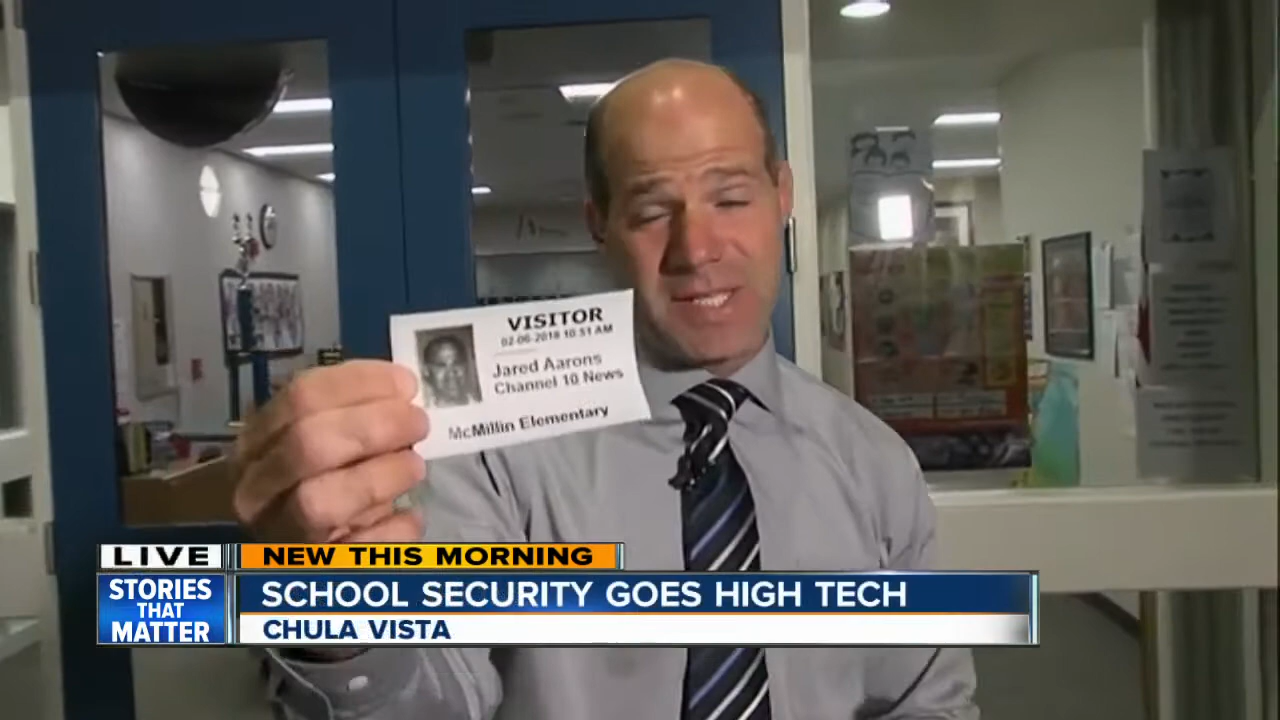 VISITOR
02-06-2018 10:51 AM
Jared Aarons
Channel 10 News
McMillin Elementary
LIVE
NEW THIS MORNING
STORIES
THAT
MATTER
SCHOOL SECURITY GOES HIGH TECH
CHULA VISTA